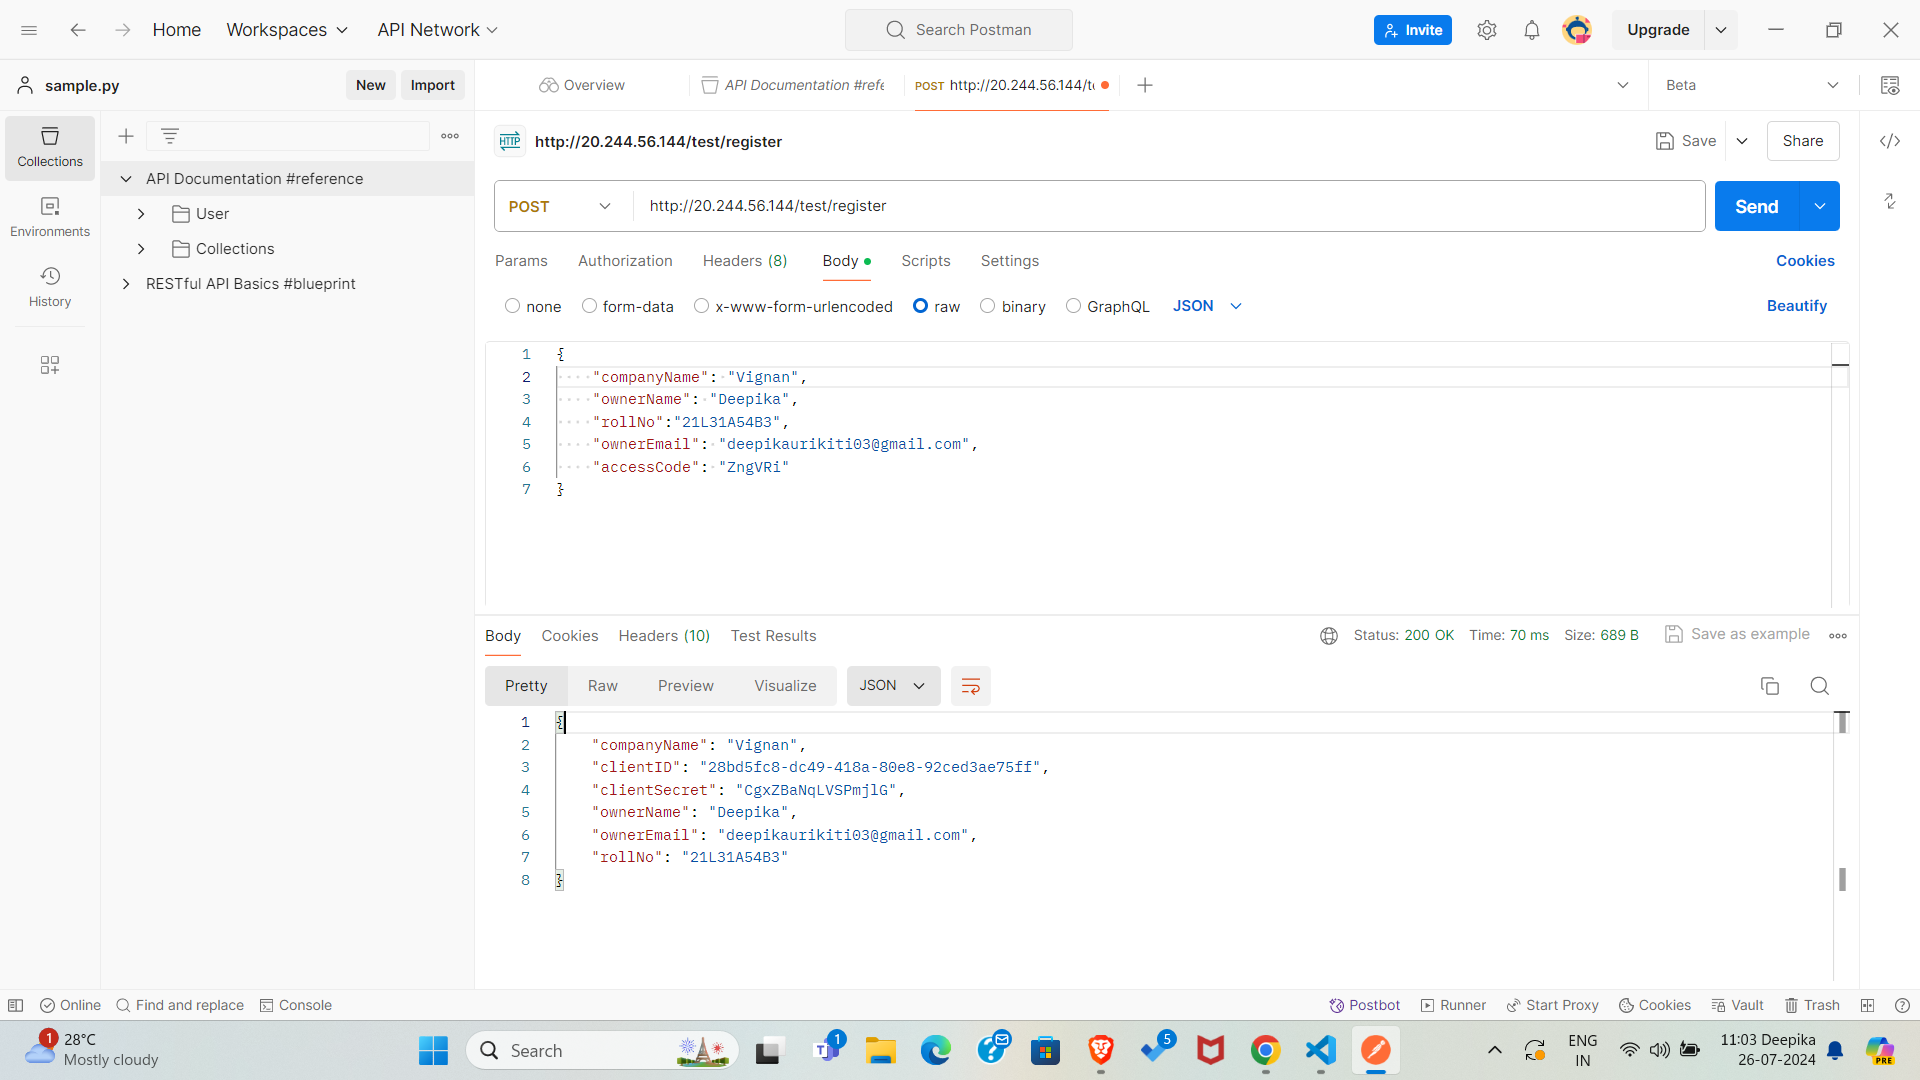 Home Workspaces API Network Search Postman Invite Upgrade
sample.py New Import Overview API Documentation #refe POST http://20.244.56.144/t Beta
HTTP http://20.244.56.144/test/register Save Share
Collections
API Documentation #reference
User
Collections
RESTful API Basics #blueprint
Environments
History
POST http://20.244.56.144/test/register Send
Params Authorization Headers (8) Body Scripts Settings Cookies
none form-data x-www-form-urlencoded raw binary GraphQL JSON Beautify
1 {
2 "companyName": "Vignan",
3 "ownerName": "Deepika",
4 "rollNo":"21L31A54B3",
5 "ownerEmail": "deepikaurikiti03@gmail.com",
6 "accessCode": "ZngVRi"
7 }
Body Cookies Headers (10) Test Results Status: 200 OK Time: 70 ms Size: 689 B Save as example
Pretty Raw Preview Visualize JSON
1 {
2 "companyName": "Vignan",
3 "clientID": "28bd5fc8-dc49-418a-80e8-92ced3ae75ff",
4 "clientSecret": "CgxZBaNqLVSPmjlG",
5 "ownerName": "Deepika",
6 "ownerEmail": "deepikaurikiti03@gmail.com",
7 "rollNo": "21L31A54B3"
8 }
Online Find and replace Console Postbot Runner Start Proxy Cookies Vault Trash
1 28°C
Mostly cloudy
Search 1 5
ENG
IN
11:03 Deepika
26-07-2024
PRE